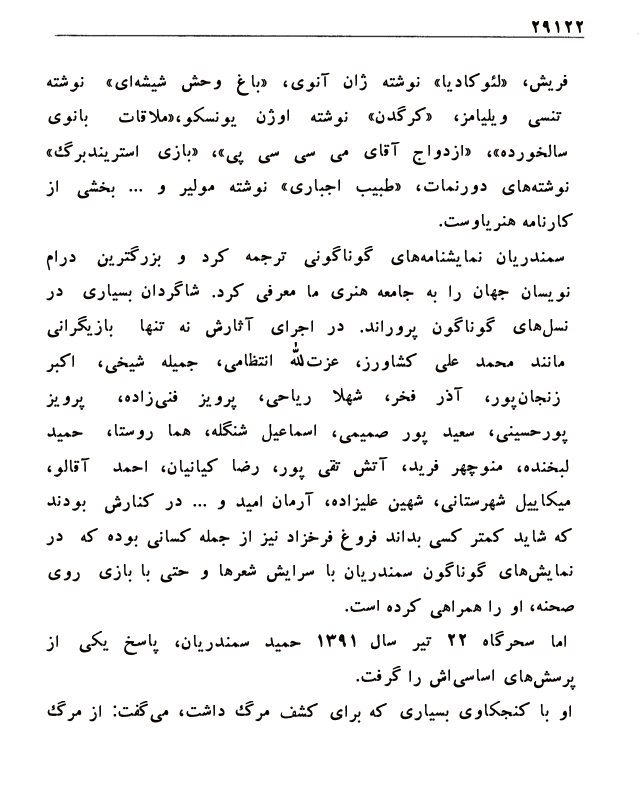 ۲۹۱۲۲
فریش، «لئوکادیا» نوشته ژان آنوی، «باغ وحش شیشه‌ای» نوشته
تنسی ویلیامز، «کرگدن» نوشته اوژن یونسکو،«ملاقات بانوی
سالخورده»، «ازدواج آقای می سی سی پی»، «بازی استریندبرگ»
نوشته‌های دورنمات، «طبیب اجباری» نوشته مولیر و ... بخشی از
کارنامه هنریاوست.
سمندریان نمایشنامه‌های گوناگونی ترجمه کرد و بزرگترین درام
نویسان جهان را به جامعه هنری ما معرفی کرد. شاگردان بسیاری در
نسل‌های گوناگون پروراند. در اجرای آثارش نه تنها بازیگرانی
مانند محمد علی کشاورز، عزت‌الله انتظامی، جمیله شیخی، اکبر
زنجان‌پور، آذر فخر، شهلا ریاحی، پرویز فنی‌زاده، پرویز
پورحسینی، سعید پور صمیمی، اسماعیل شنگله، هما روستا، حمید
لبخنده، منوچهر فرید، آتش تقی پور، رضا کیانیان، احمد آقالو،
میکاییل شهرستانی، شهین علیزاده، آرمان امید و ... در کنارش بودند
که شاید کمتر کسی بداند فروغ فرخزاد نیز از جمله کسانی بوده که در
نمایش‌های گوناگون سمندریان با سرایش شعرها و حتی با بازی روی
صحنه، او را همراهی کرده است.
اما سحرگاه ۲۲ تیر سال ۱۳۹۱ حمید سمندریان، پاسخ یکی از
پرسش‌های اساسی‌اش را گرفت.
او با کنجکاوی بسیاری که برای کشف مرگ داشت، می‌گفت: از مرگ